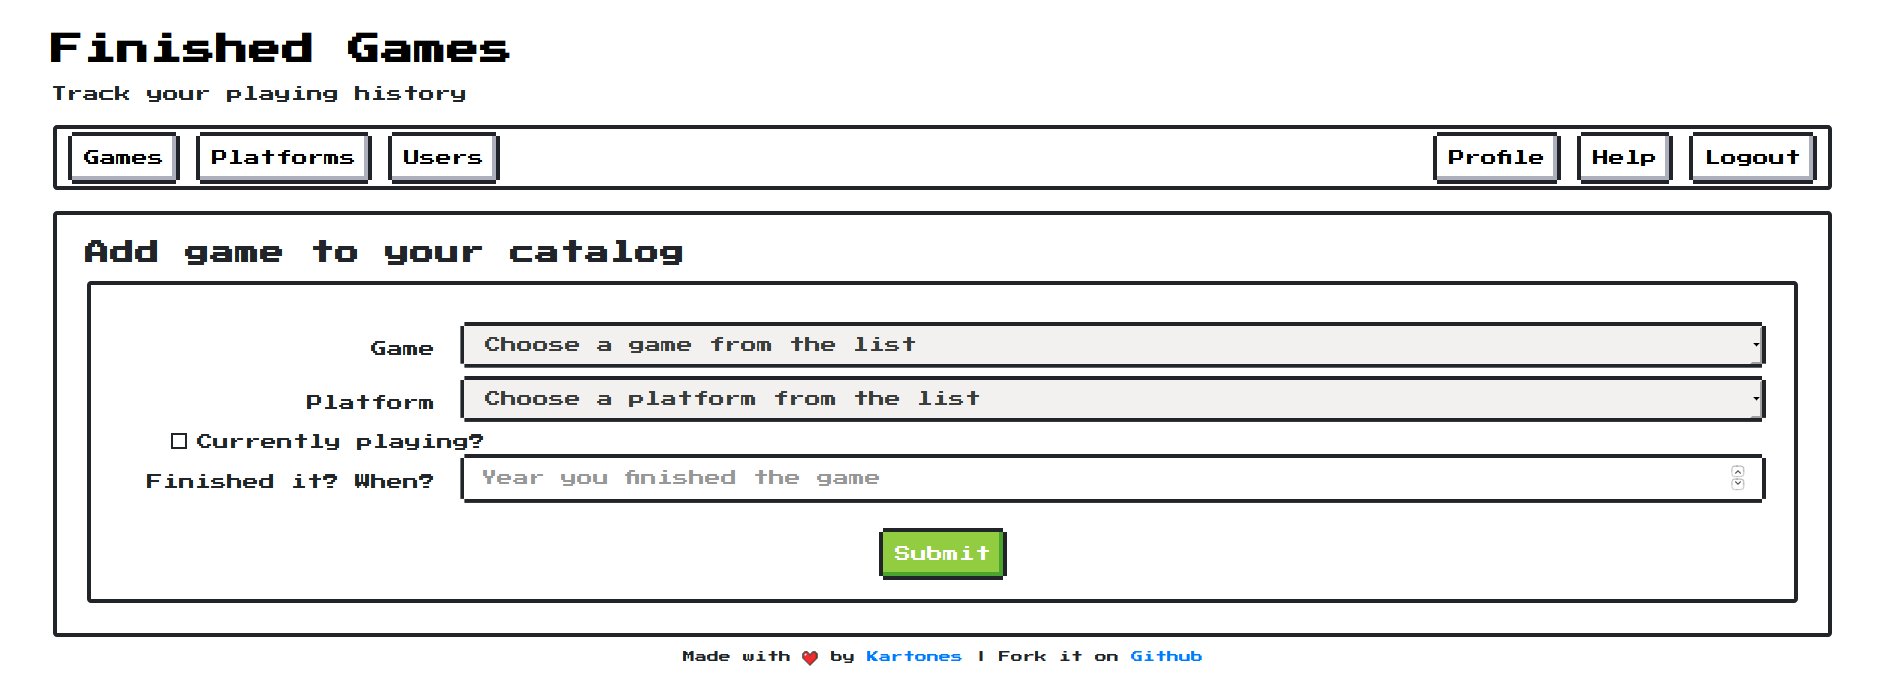 Finished Games
Track your playing history
Games Platforms Users Profile Help Logout
Add game to your catalog
Game Choose a game from the list
Platform Choose a platform from the list
Currently playing?
Finished it? When? Year you finished the game
Submit
Made with ❤ by Kartones | Fork it on Github